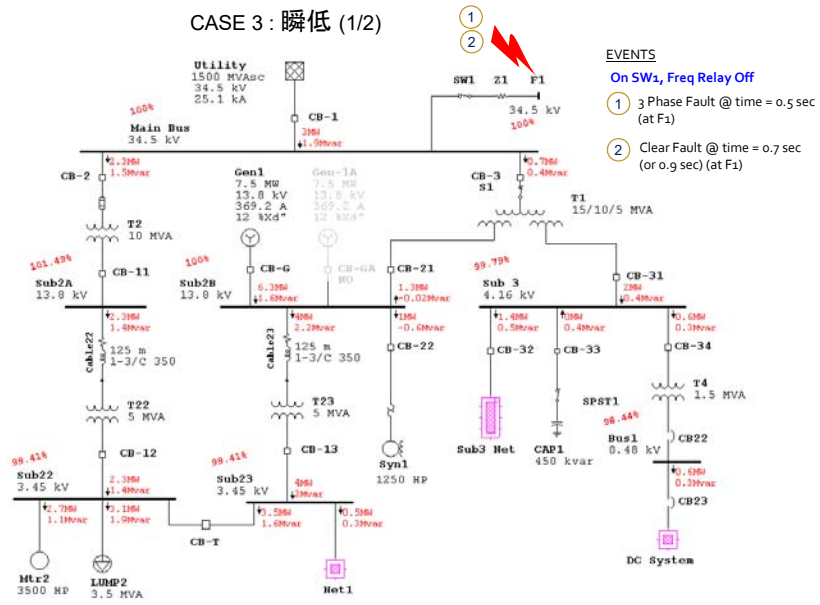 CASE 3 : 瞬低 (1/2)
1
2
EVENTS
On SW1, Freq Relay Off
1 3 Phase Fault @ time = 0.5 sec
(at F1)
2 Clear Fault @ time = 0.7 sec
(or 0.9 sec) (at F1)
Utility
1500 MVAsc
34.5 kV
25.1 kA
SW1 Z1 F1
34.5 kV
100%
CB-1
3MW
1.9Mvar
100%
Main Bus
34.5 kV
2.3MW
1.5Mvar
CB-2
0.7MW
0.4Mvar
CB-3
S1
T2
10 MVA
Gen1
7.5 MW
13.8 kV
369.2 A
12 %Xd"
Gen-1A
7.5 MW
13.8 kV
369.2 A
12 %Xd"
T1
15/10/5 MVA
101.49%
CB-11
Sub2A
13.8 kV
100%
CB-G
Sub2B
13.8 kV
6.3MW
1.6Mvar
CB-GA
NO
CB-21
1.3MW
-0.02Mvar
99.79%
Sub 3
4.16 kV
CB-31
2MW
0.4Mvar
2.3MW
1.4Mvar
Cable22
125 m
1-3/C 350
4MW
2.2Mvar
Cable23
125 m
1-3/C 350
1MW
-0.6Mvar
CB-22
1.4MW
0.5Mvar
CB-32
0MW
0.4Mvar
CB-33
0.6MW
0.3Mvar
CB-34
T22
5 MVA
T23
5 MVA
SPST1
T4
1.5 MVA
CB-12
CB-13
Syn1
1250 HP
Sub3 Net
CAP1
450 kvar
98.44%
Bus1
0.48 kV
CB22
0.6MW
0.3Mvar
CB23
DC System
99.41%
Sub22
3.45 kV
2.3MW
1.4Mvar
99.41%
Sub23
3.45 kV
4MW
2Mvar
2.7MW
1.1Mvar
3.1MW
1.9Mvar
CB-T
3.5MW
1.6Mvar
0.5MW
0.3Mvar
Mtr2
3500 HP
LUMP2
3.5 MVA
Net1